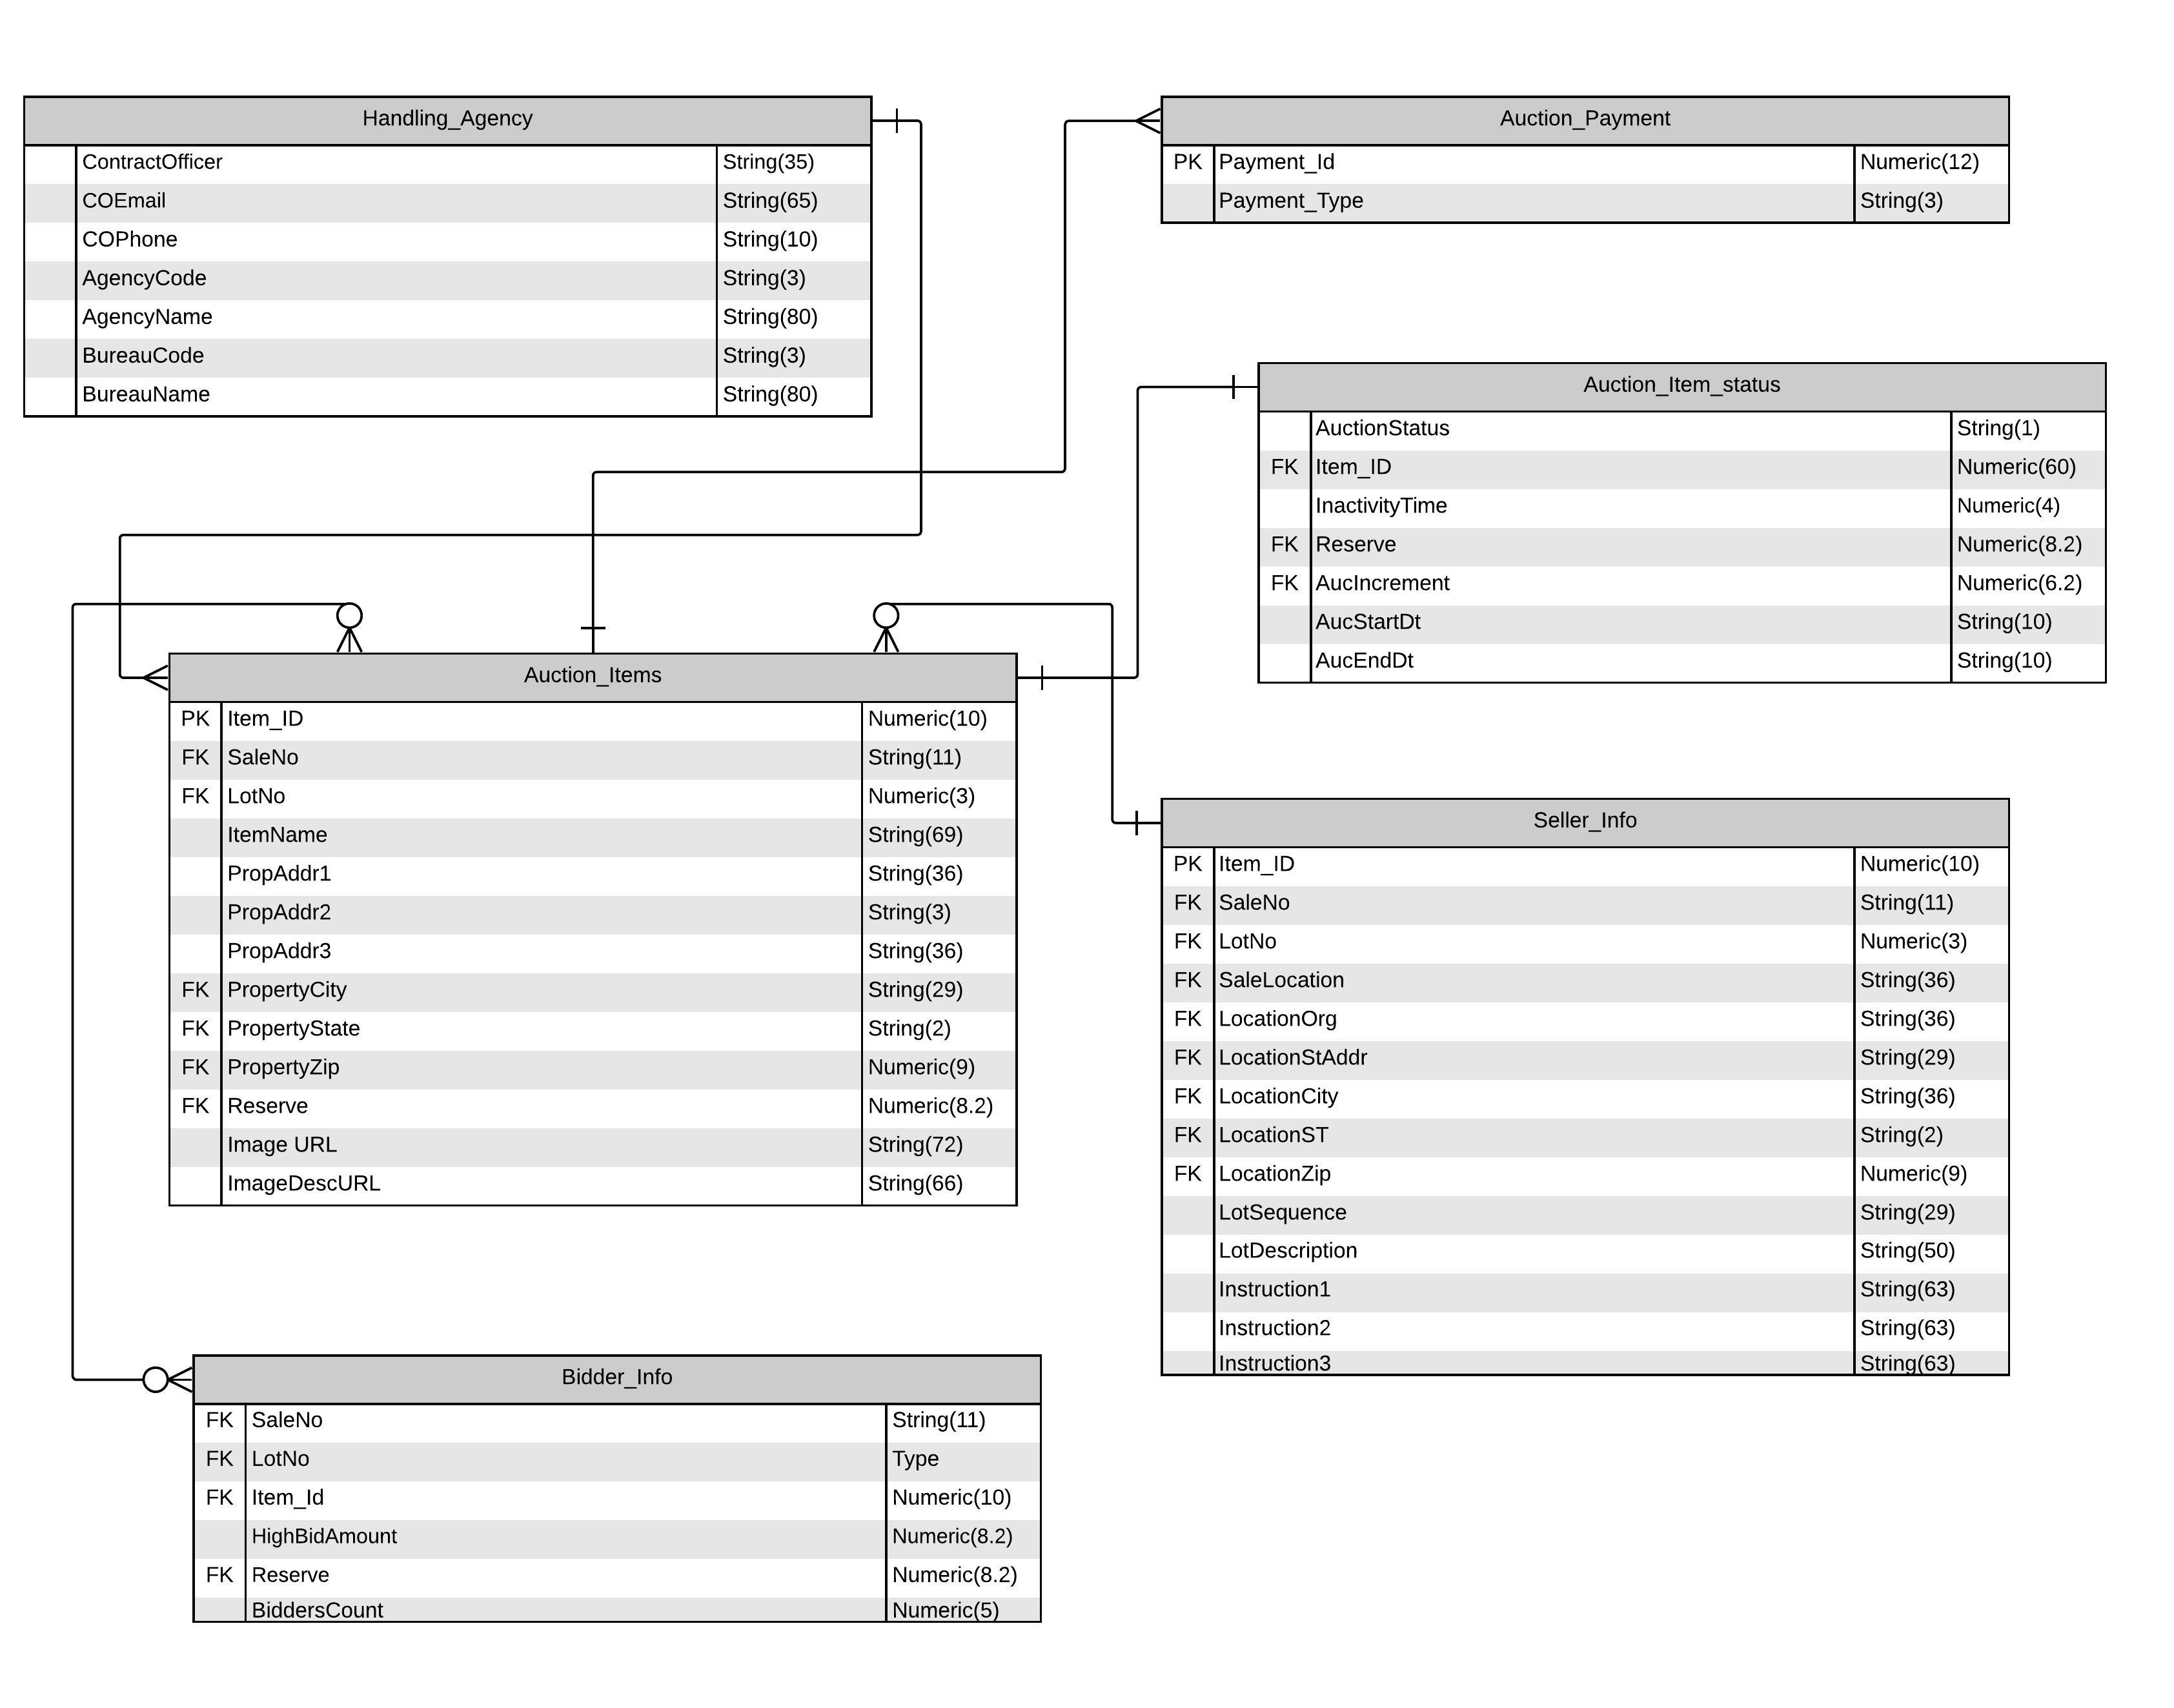 Handling_Agency
ContractOfficer String(35)
COEmail String(65)
COPhone String(10)
AgencyCode String(3)
AgencyName String(80)
BureauCode String(3)
BureauName String(80)
Auction_Payment
PK Payment_Id Numeric(12)
Payment_Type String(3)
Auction_Item_status
AuctionStatus String(1)
FK Item_ID Numeric(60)
InactivityTime Numeric(4)
FK Reserve Numeric(8.2)
FK AucIncrement Numeric(6.2)
AucStartDt String(10)
AucEndDt String(10)
Auction_Items
PK Item_ID Numeric(10)
FK SaleNo String(11)
FK LotNo Numeric(3)
ItemName String(69)
PropAddr1 String(36)
PropAddr2 String(3)
PropAddr3 String(36)
FK PropertyCity String(29)
FK PropertyState String(2)
FK PropertyZip Numeric(9)
FK Reserve Numeric(8.2)
Image URL String(72)
ImageDescURL String(66)
Seller_Info
PK Item_ID Numeric(10)
FK SaleNo String(11)
FK LotNo Numeric(3)
FK SaleLocation String(36)
FK LocationOrg String(36)
FK LocationStAddr String(29)
FK LocationCity String(36)
FK LocationST String(2)
FK LocationZip Numeric(9)
LotSequence String(29)
LotDescription String(50)
Instruction1 String(63)
Instruction2 String(63)
Instruction3 String(63)
Bidder_Info
FK SaleNo String(11)
FK LotNo Type
FK Item_Id Numeric(10)
HighBidAmount Numeric(8.2)
FK Reserve Numeric(8.2)
BiddersCount Numeric(5)